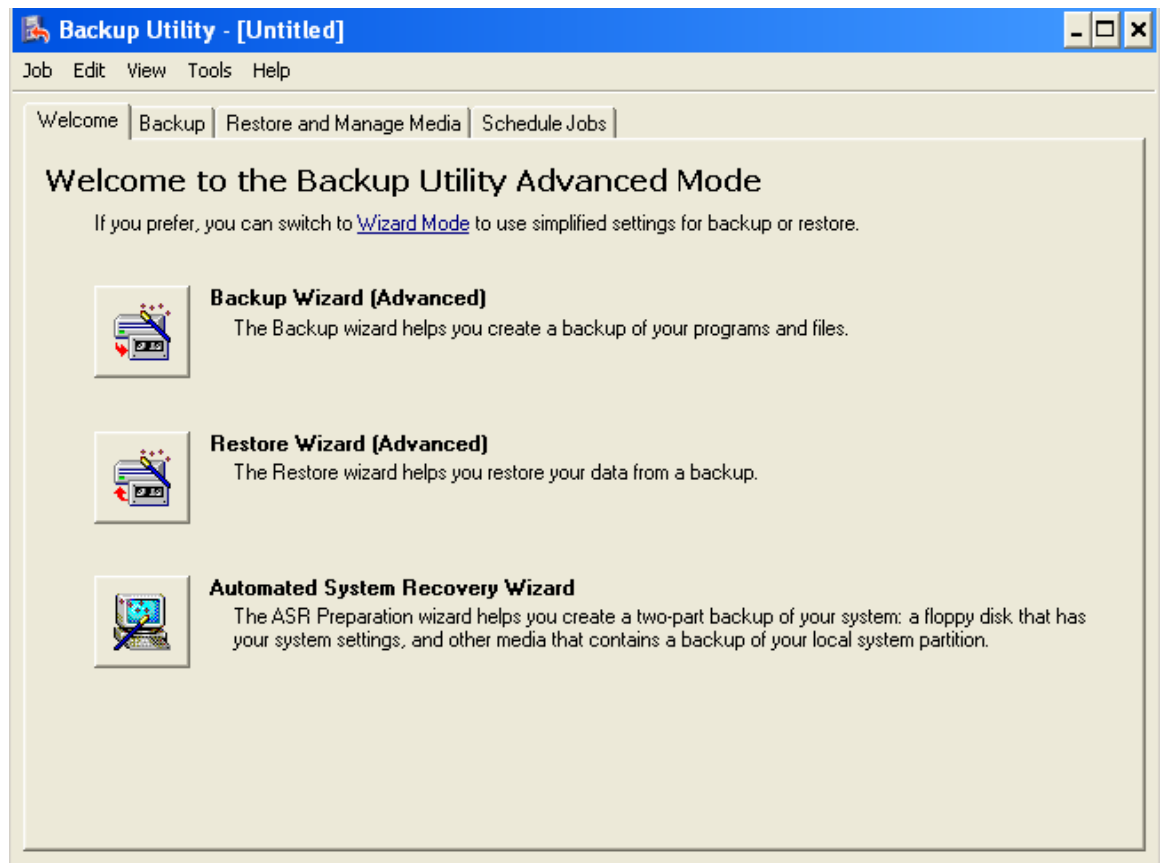 Backup Utility - [Untitled]
Job Edit View Tools Help
Welcome Backup Restore and Manage Media Schedule Jobs
Welcome to the Backup Utility Advanced Mode
If you prefer, you can switch to Wizard Mode to use simplified settings for backup or restore.
Backup Wizard (Advanced)
The Backup wizard helps you create a backup of your programs and files.
Restore Wizard (Advanced)
The Restore wizard helps you restore your data from a backup.
Automated System Recovery Wizard
The ASR Preparation wizard helps you create a two-part backup of your system: a floppy disk that has
your system settings, and other media that contains a backup of your local system partition.